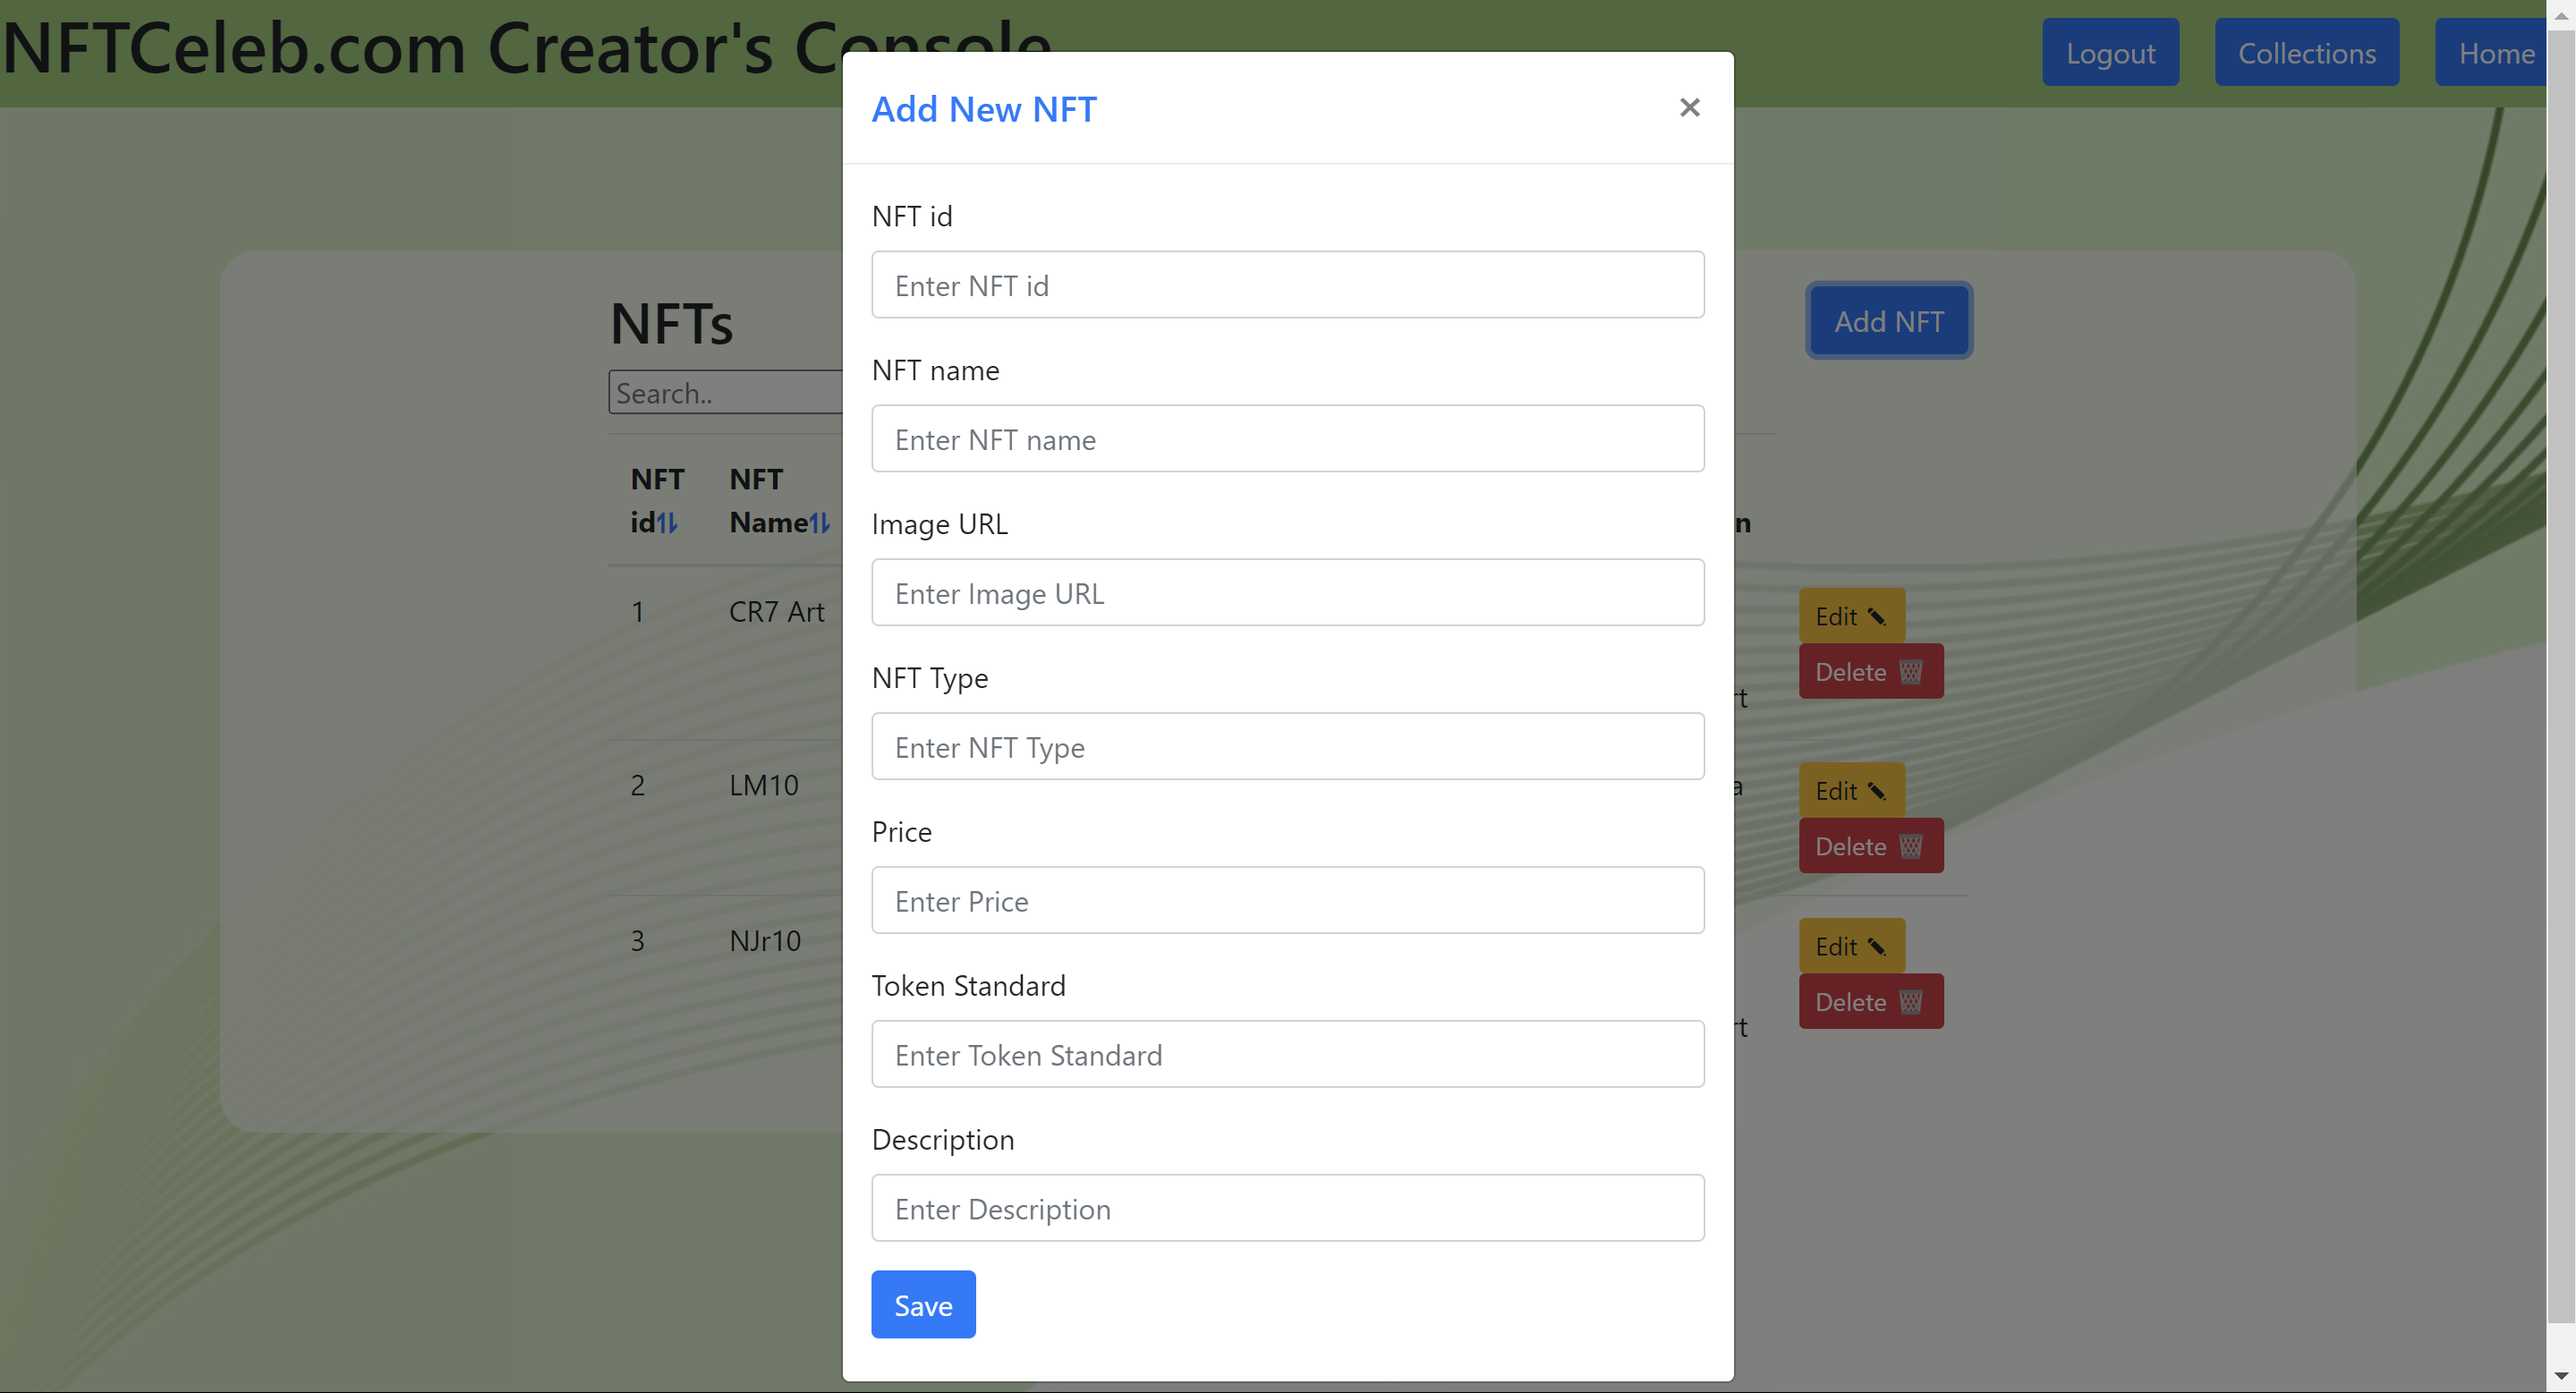 NFTCeleb.com Creator's Console
Logout
Collections
Home
Add New NFT
×
NFT id
Enter NFT id
NFT name
Enter NFT name
Image URL
Enter Image URL
NFT Type
Enter NFT Type
Price
Enter Price
Token Standard
Enter Token Standard
Description
Enter Description
Save
NFTs
Add NFT
Search..
NFT id
NFT Name
1
CR7 Art
Edit
Delete
2
LM10
Edit
Delete
3
NJr10
Edit
Delete